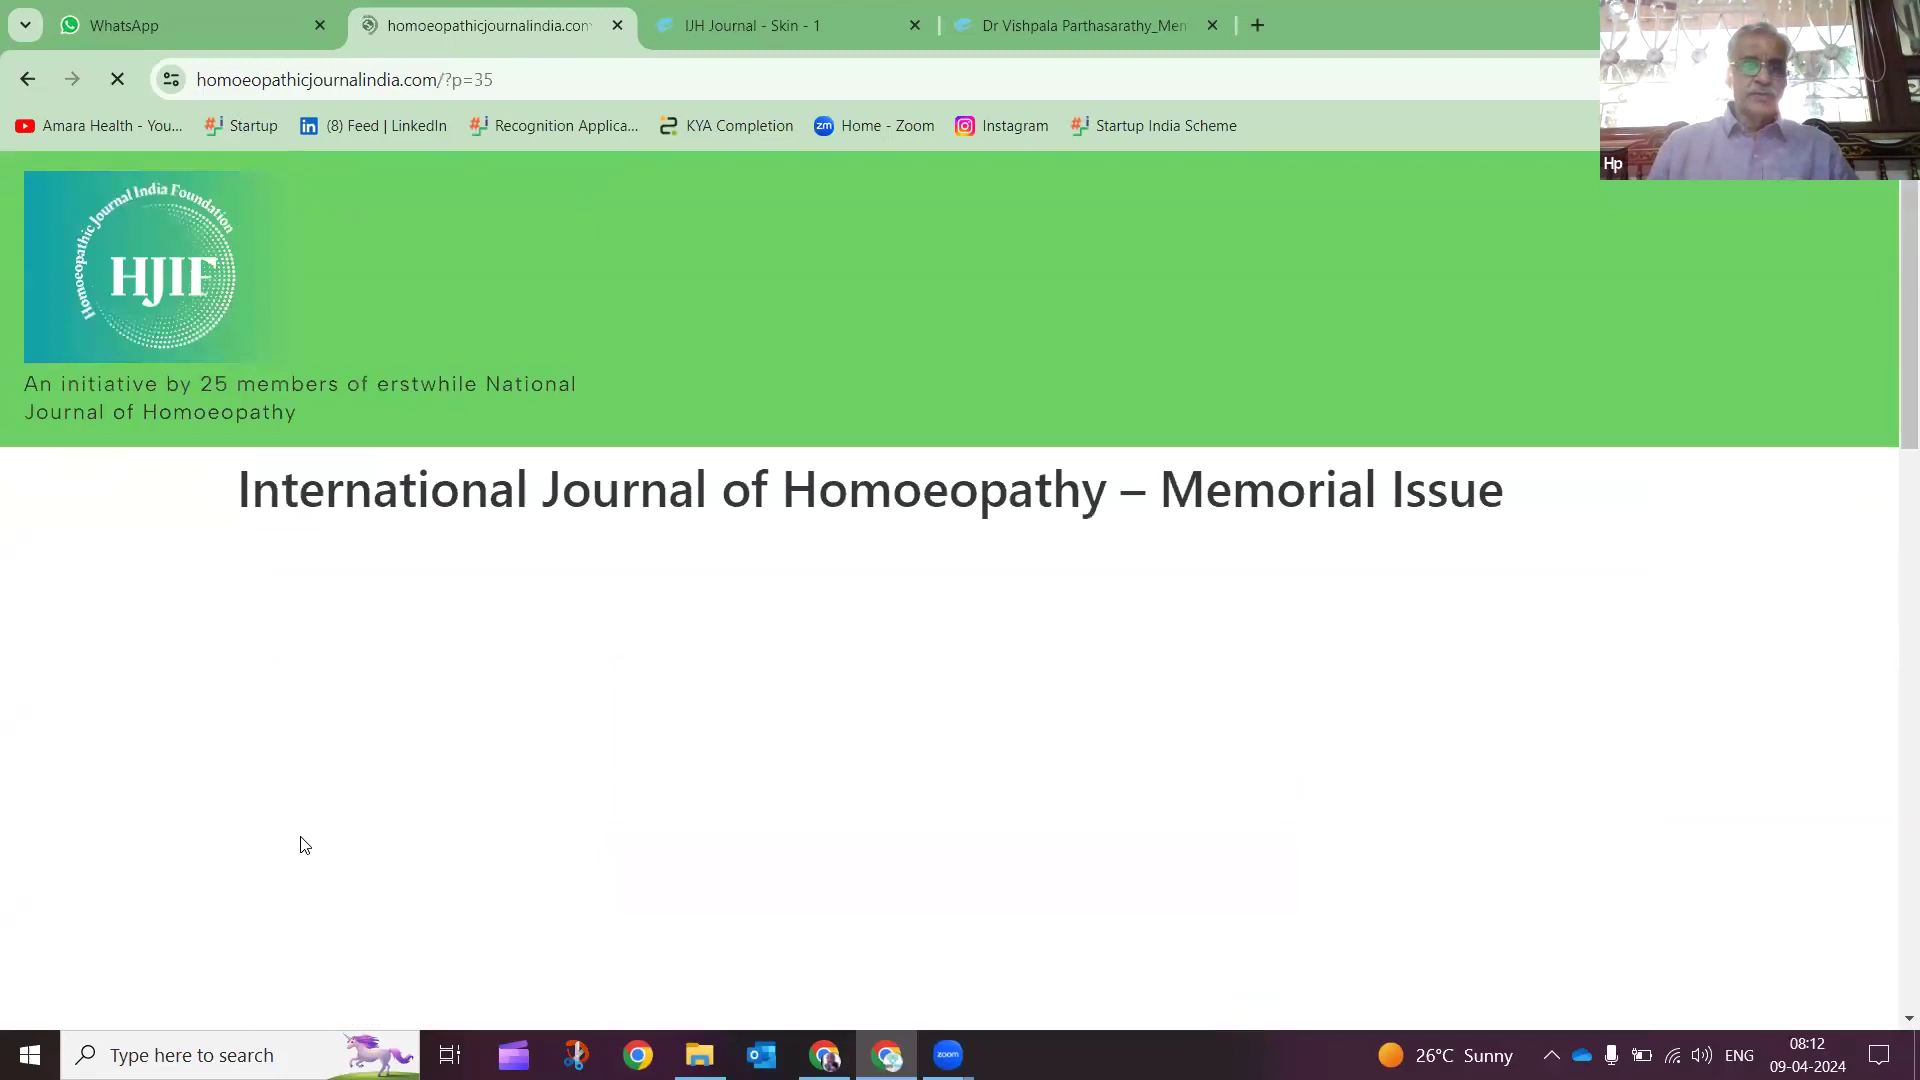 WhatsApp
homoeopathicjournalindia.com
IJH Journal - Skin - 1
Dr Vishpala Parthasarathy_Mem
homoeopathicjournalindia.com/?p=35
Amara Health - You...
Startup
(8) Feed | LinkedIn
Recognition Applica...
KYA Completion
zm
Home - Zoom
Instagram
Startup India Scheme
Hp
Homoeopathic Journal India Foundation
HJIF
An initiative by 25 members of erstwhile National
Journal of Homoeopathy
International Journal of Homoeopathy – Memorial Issue
Type here to search
zoom
26°C Sunny
ENG
08:12
09-04-2024